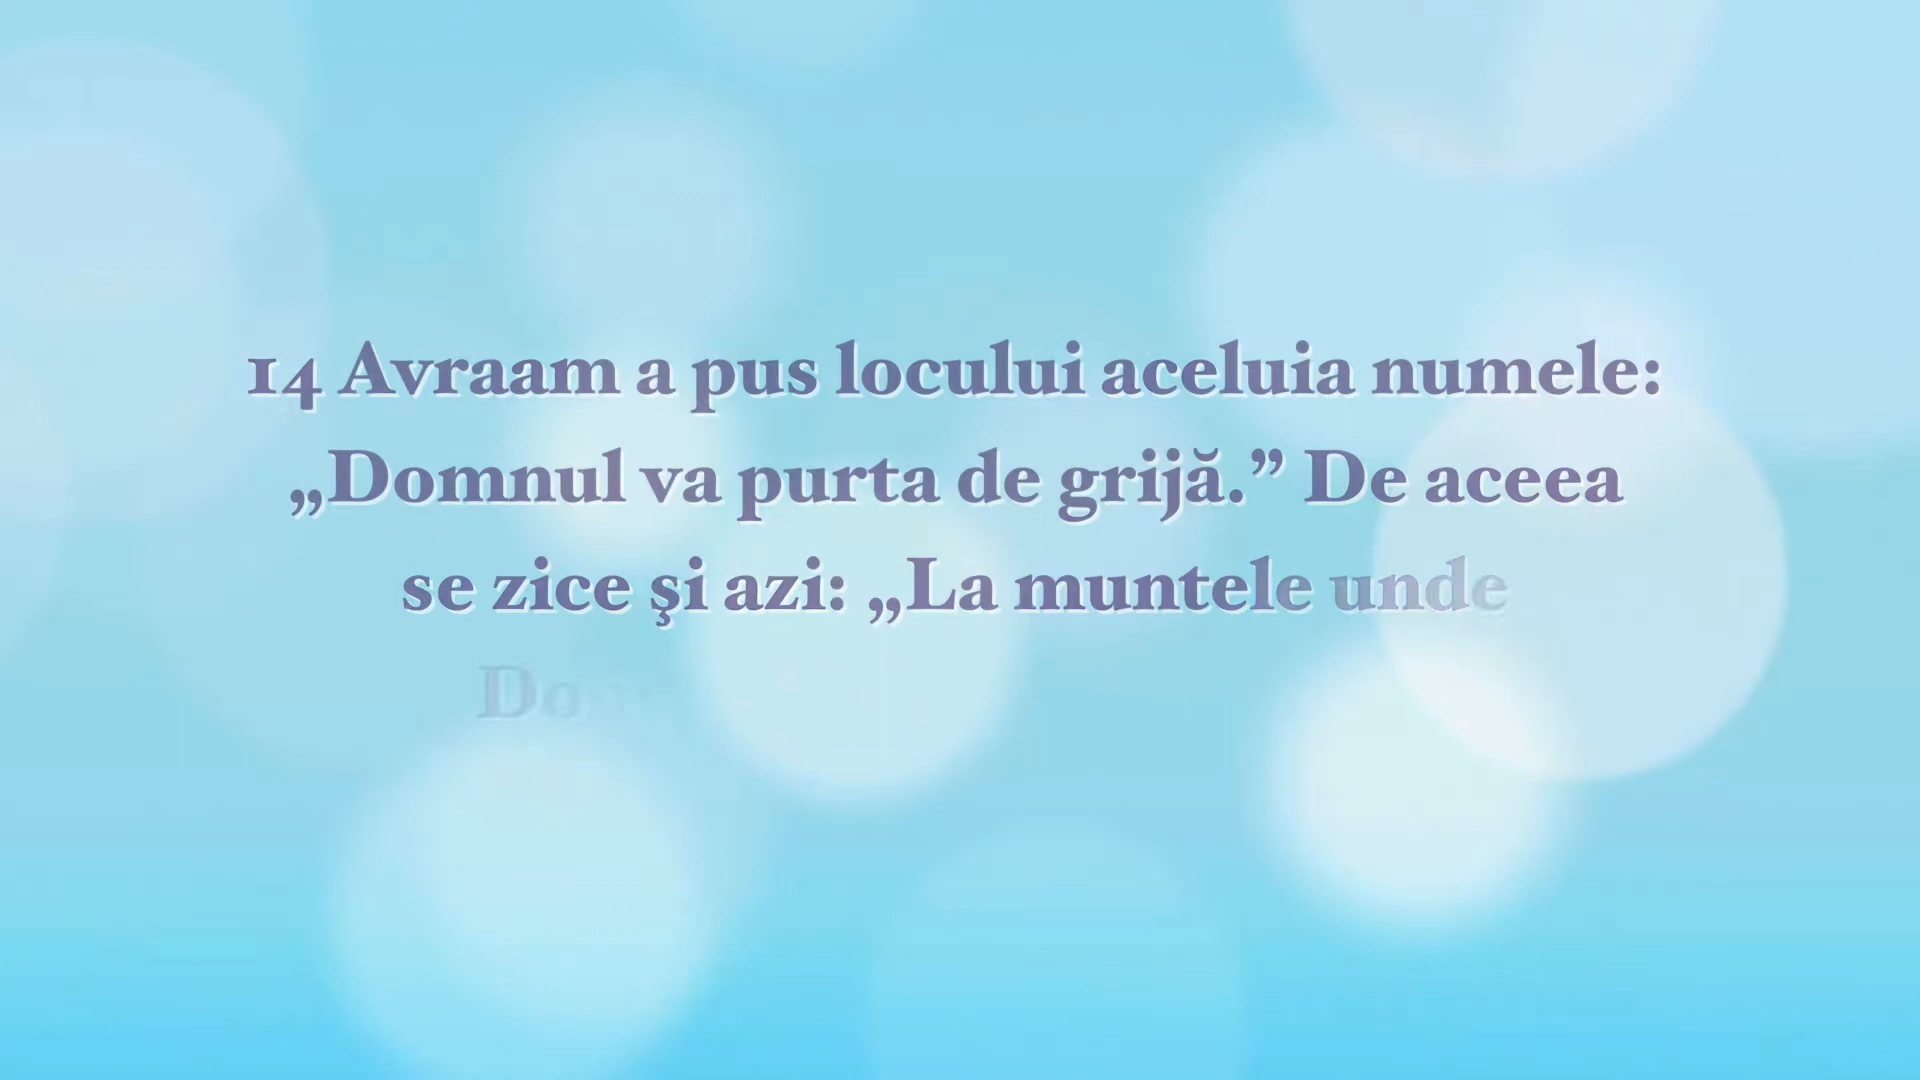 14 Avraam a pus locului aceluia numele:
„Domnul va purta de grijă.” De aceea
se zice şi azi: „La muntele unde